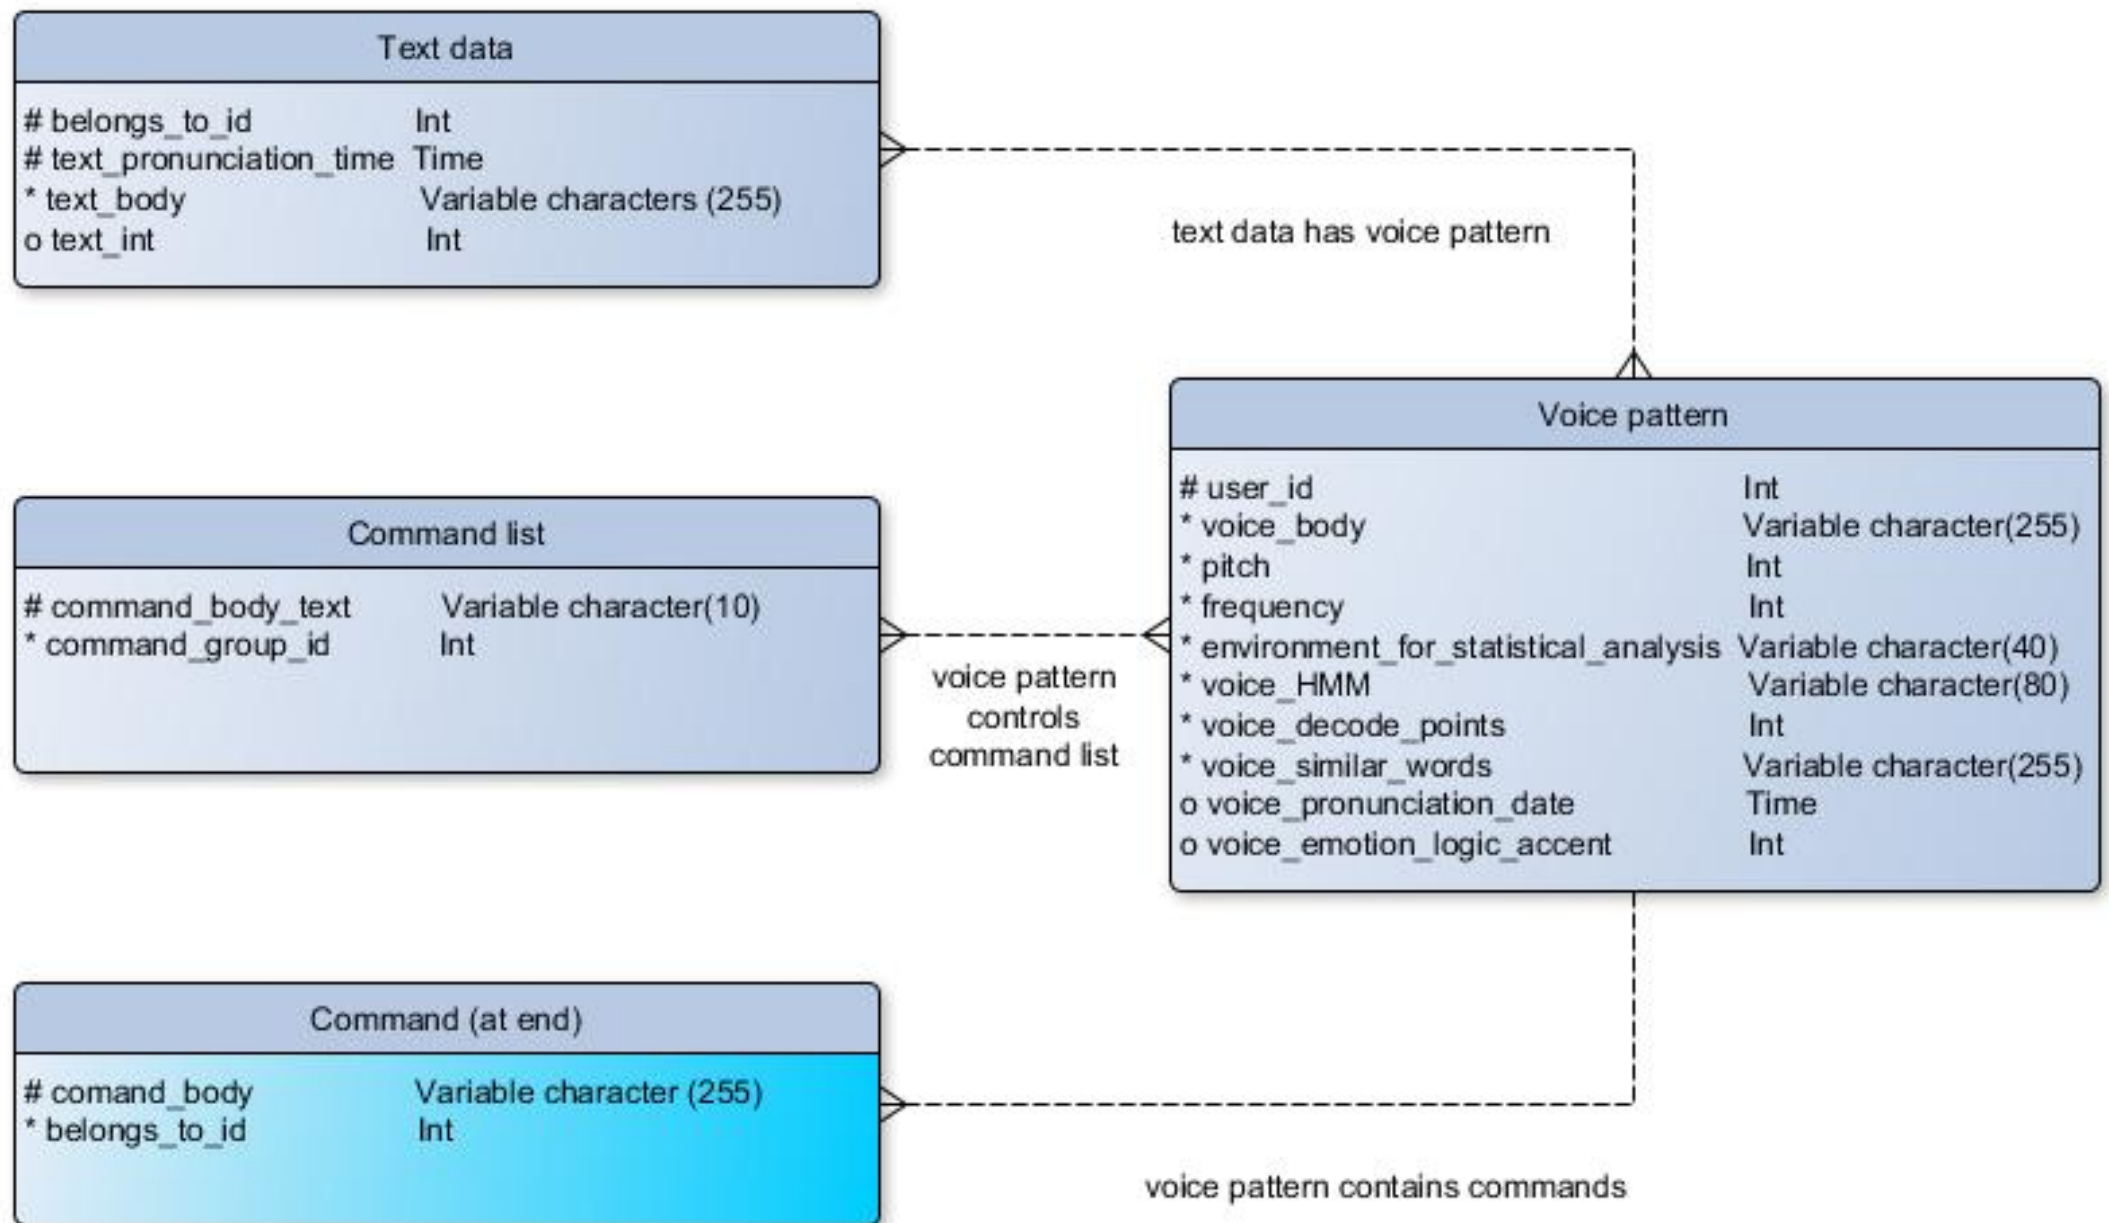 Text data
# belongs_to_id Int
# text_pronunciation_time Time
* text_body Variable characters (255)
o text_int Int
text data has voice pattern
Voice pattern
# user_id Int
* voice_body Variable character(255)
* pitch Int
* frequency Int
* environment_for_statistical_analysis Variable character(40)
* voice_HMM Variable character(80)
* voice_decode_points Int
* voice_similar_words Variable character(255)
o voice_pronunciation_date Time
o voice_emotion_logic_accent Int
Command list
# command_body_text Variable character(10)
* command_group_id Int
voice pattern
controls
command list
Command (at end)
# comand_body Variable character (255)
* belongs_to_id Int
voice pattern contains commands